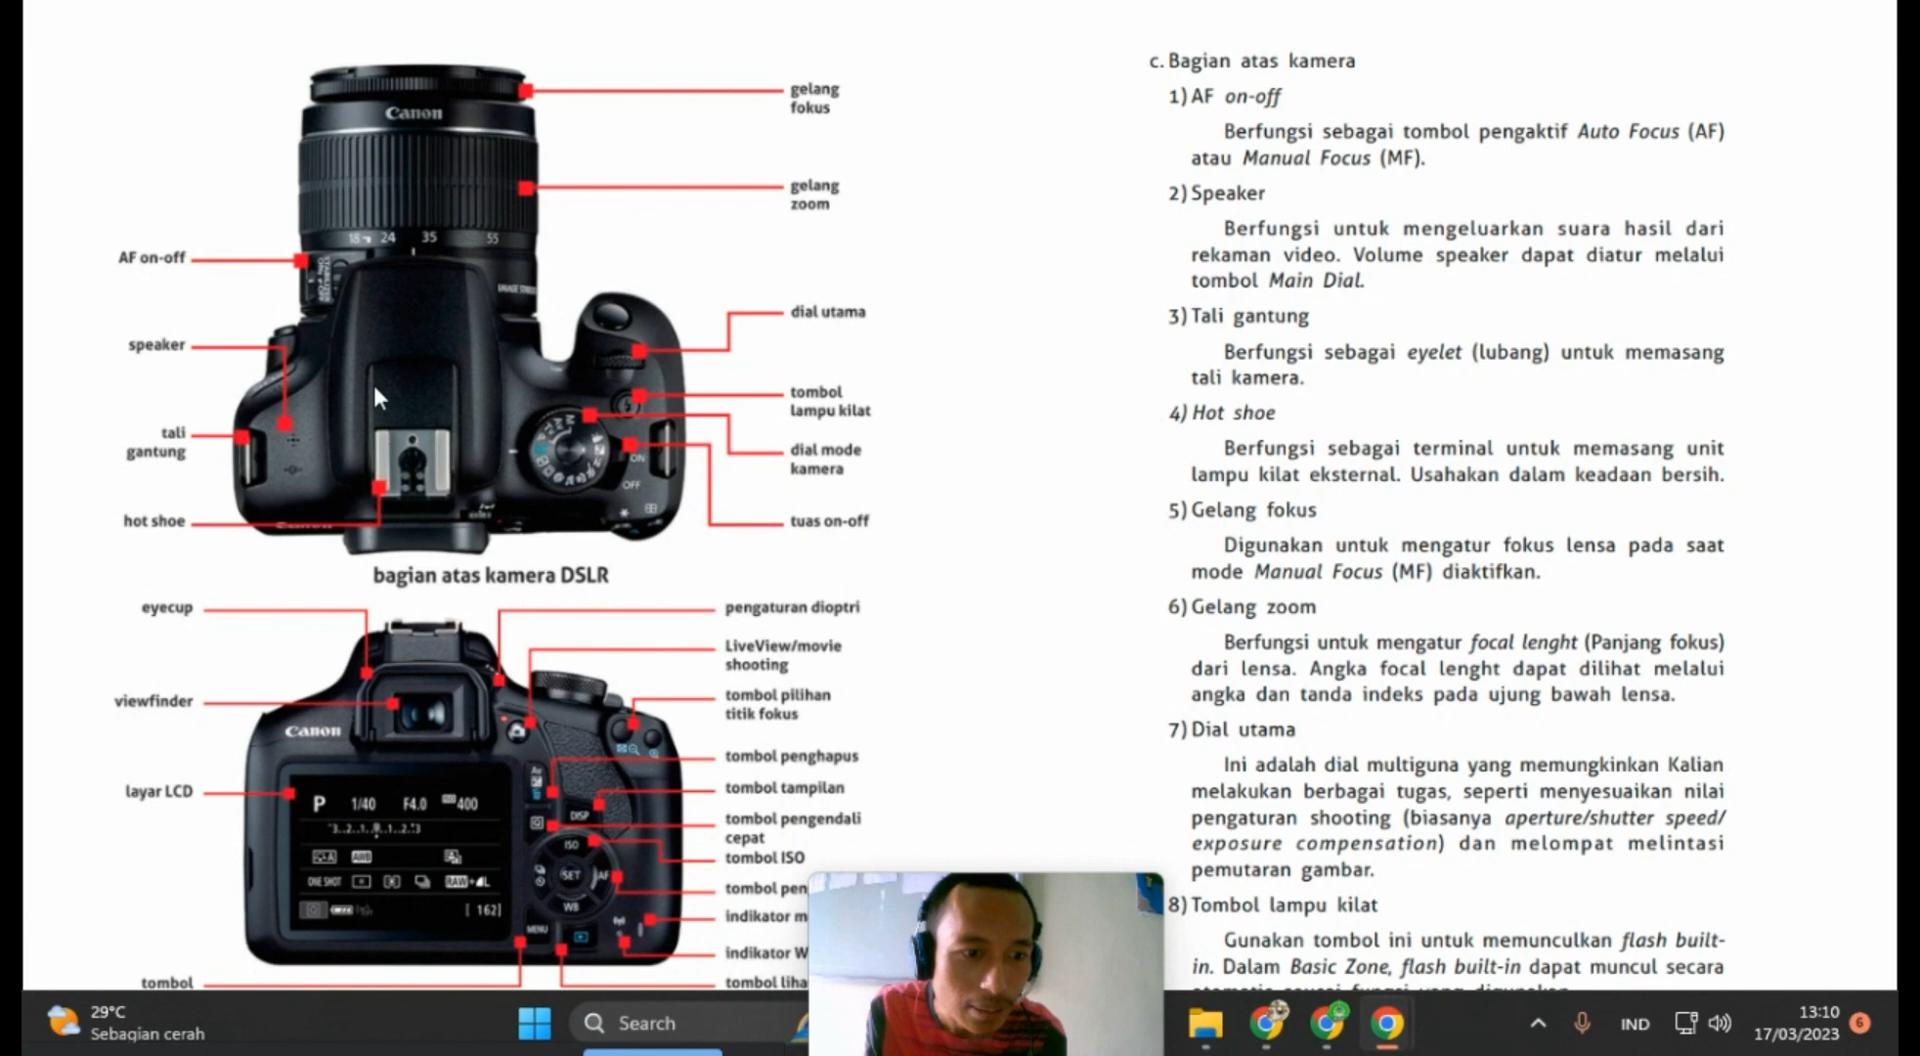 gelang
fokus
Canon
gelang
zoom
18 24 35 55
AF on-off
dial utama
speaker
tombol
lampu kilat
tali
gantung
dial mode
kamera
ON
OFF
hot shoe
tuas on-off
bagian atas kamera DSLR
eyecup
pengaturan dioptri
LiveView/movie
shooting
viewfinder
tombol pilihan
titik fokus
Canon
tombol penghapus
layar LCD
P 1/40 F4.0 ISO 400
tombol tampilan
DISP
tombol pengendali
cepat
ISO
tombol ISO
AWB
ONE SHOT
RAW+L
SET
AF
tombol pen
WB
[ 162]
indikator m
MENU
indikator W
tombol
tombol liha
c. Bagian atas kamera
1) AF on-off
Berfungsi sebagai tombol pengaktif Auto Focus (AF)
atau Manual Focus (MF).
2) Speaker
Berfungsi untuk mengeluarkan suara hasil dari
rekaman video. Volume speaker dapat diatur melalui
tombol Main Dial.
3) Tali gantung
Berfungsi sebagai eyelet (lubang) untuk memasang
tali kamera.
4) Hot shoe
Berfungsi sebagai terminal untuk memasang unit
lampu kilat eksternal. Usahakan dalam keadaan bersih.
5) Gelang fokus
Digunakan untuk mengatur fokus lensa pada saat
mode Manual Focus (MF) diaktifkan.
6) Gelang zoom
Berfungsi untuk mengatur focal lenght (Panjang fokus)
dari lensa. Angka focal lenght dapat dilihat melalui
angka dan tanda indeks pada ujung bawah lensa.
7) Dial utama
Ini adalah dial multiguna yang memungkinkan Kalian
melakukan berbagai tugas, seperti menyesuaikan nilai
pengaturan shooting (biasanya aperture/shutter speed/
exposure compensation) dan melompat melintasi
pemutaran gambar.
8) Tombol lampu kilat
Gunakan tombol ini untuk memunculkan flash built-
in. Dalam Basic Zone, flash built-in dapat muncul secara
29°C
Sebagian cerah
Search
IND
13:10
17/03/2023
6